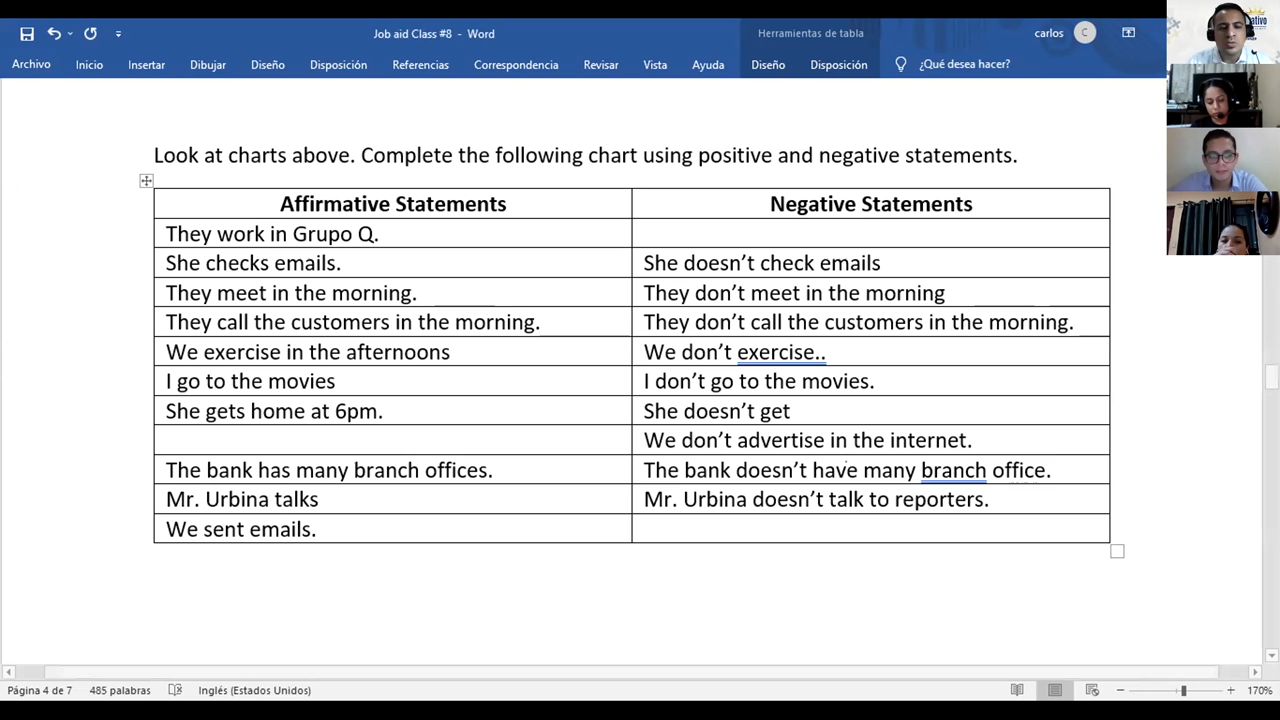 Job aid Class #8 - Word
Herramientas de tabla
carlos
C
Archivo Inicio Insertar Dibujar Diseño Disposición Referencias Correspondencia Revisar Vista Ayuda Diseño Disposición ¿Qué desea hacer?
Look at charts above. Complete the following chart using positive and negative statements.
Affirmative Statements Negative Statements
They work in Grupo Q.
She checks emails. She doesn't check emails
They meet in the morning. They don't meet in the morning
They call the customers in the morning. They don't call the customers in the morning.
We exercise in the afternoons We don't exercise..
I go to the movies I don't go to the movies.
She gets home at 6pm. She doesn't get
We don't advertise in the internet.
The bank has many branch offices. The bank doesn't have many branch office.
Mr. Urbina talks Mr. Urbina doesn't talk to reporters.
We sent emails.
Página 4 de 7 485 palabras Inglés (Estados Unidos) 170%